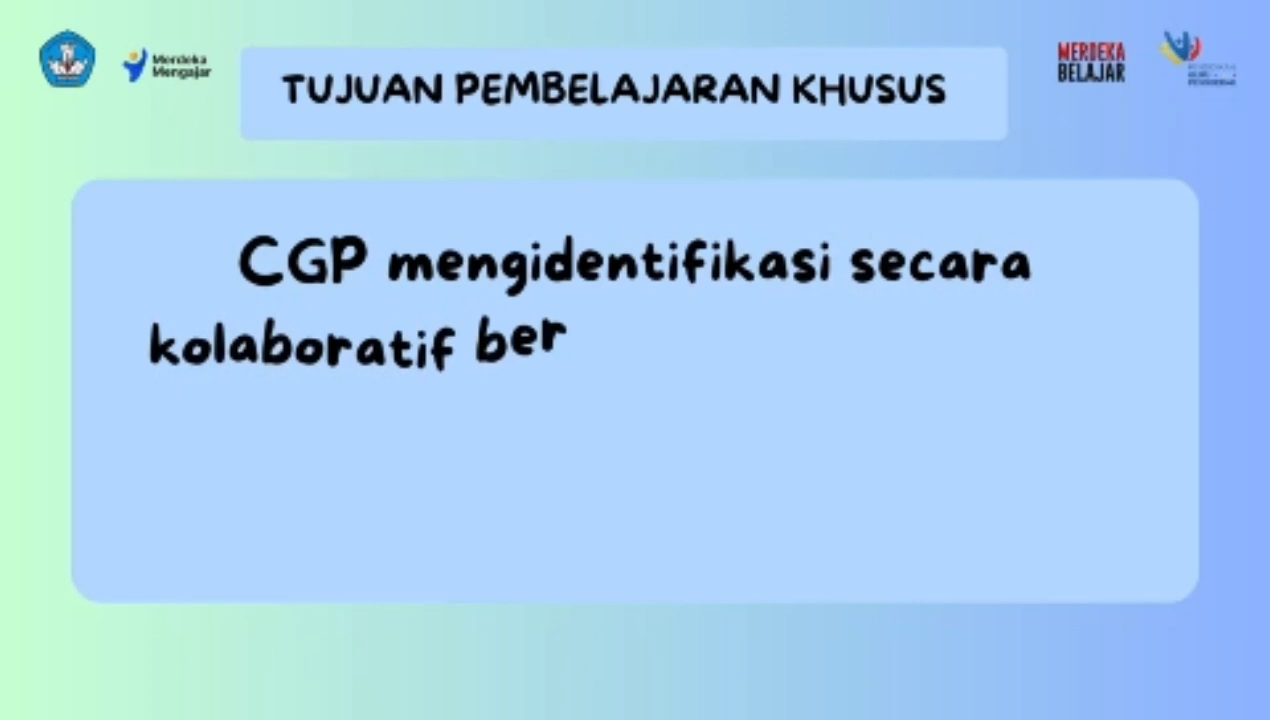 Merdeka
Mengajar
TUJUAN PEMBELAJARAN KHUSUS
MERDEKA
BELAJAR
CGP mengidentifikasi secara
kolaboratif ber